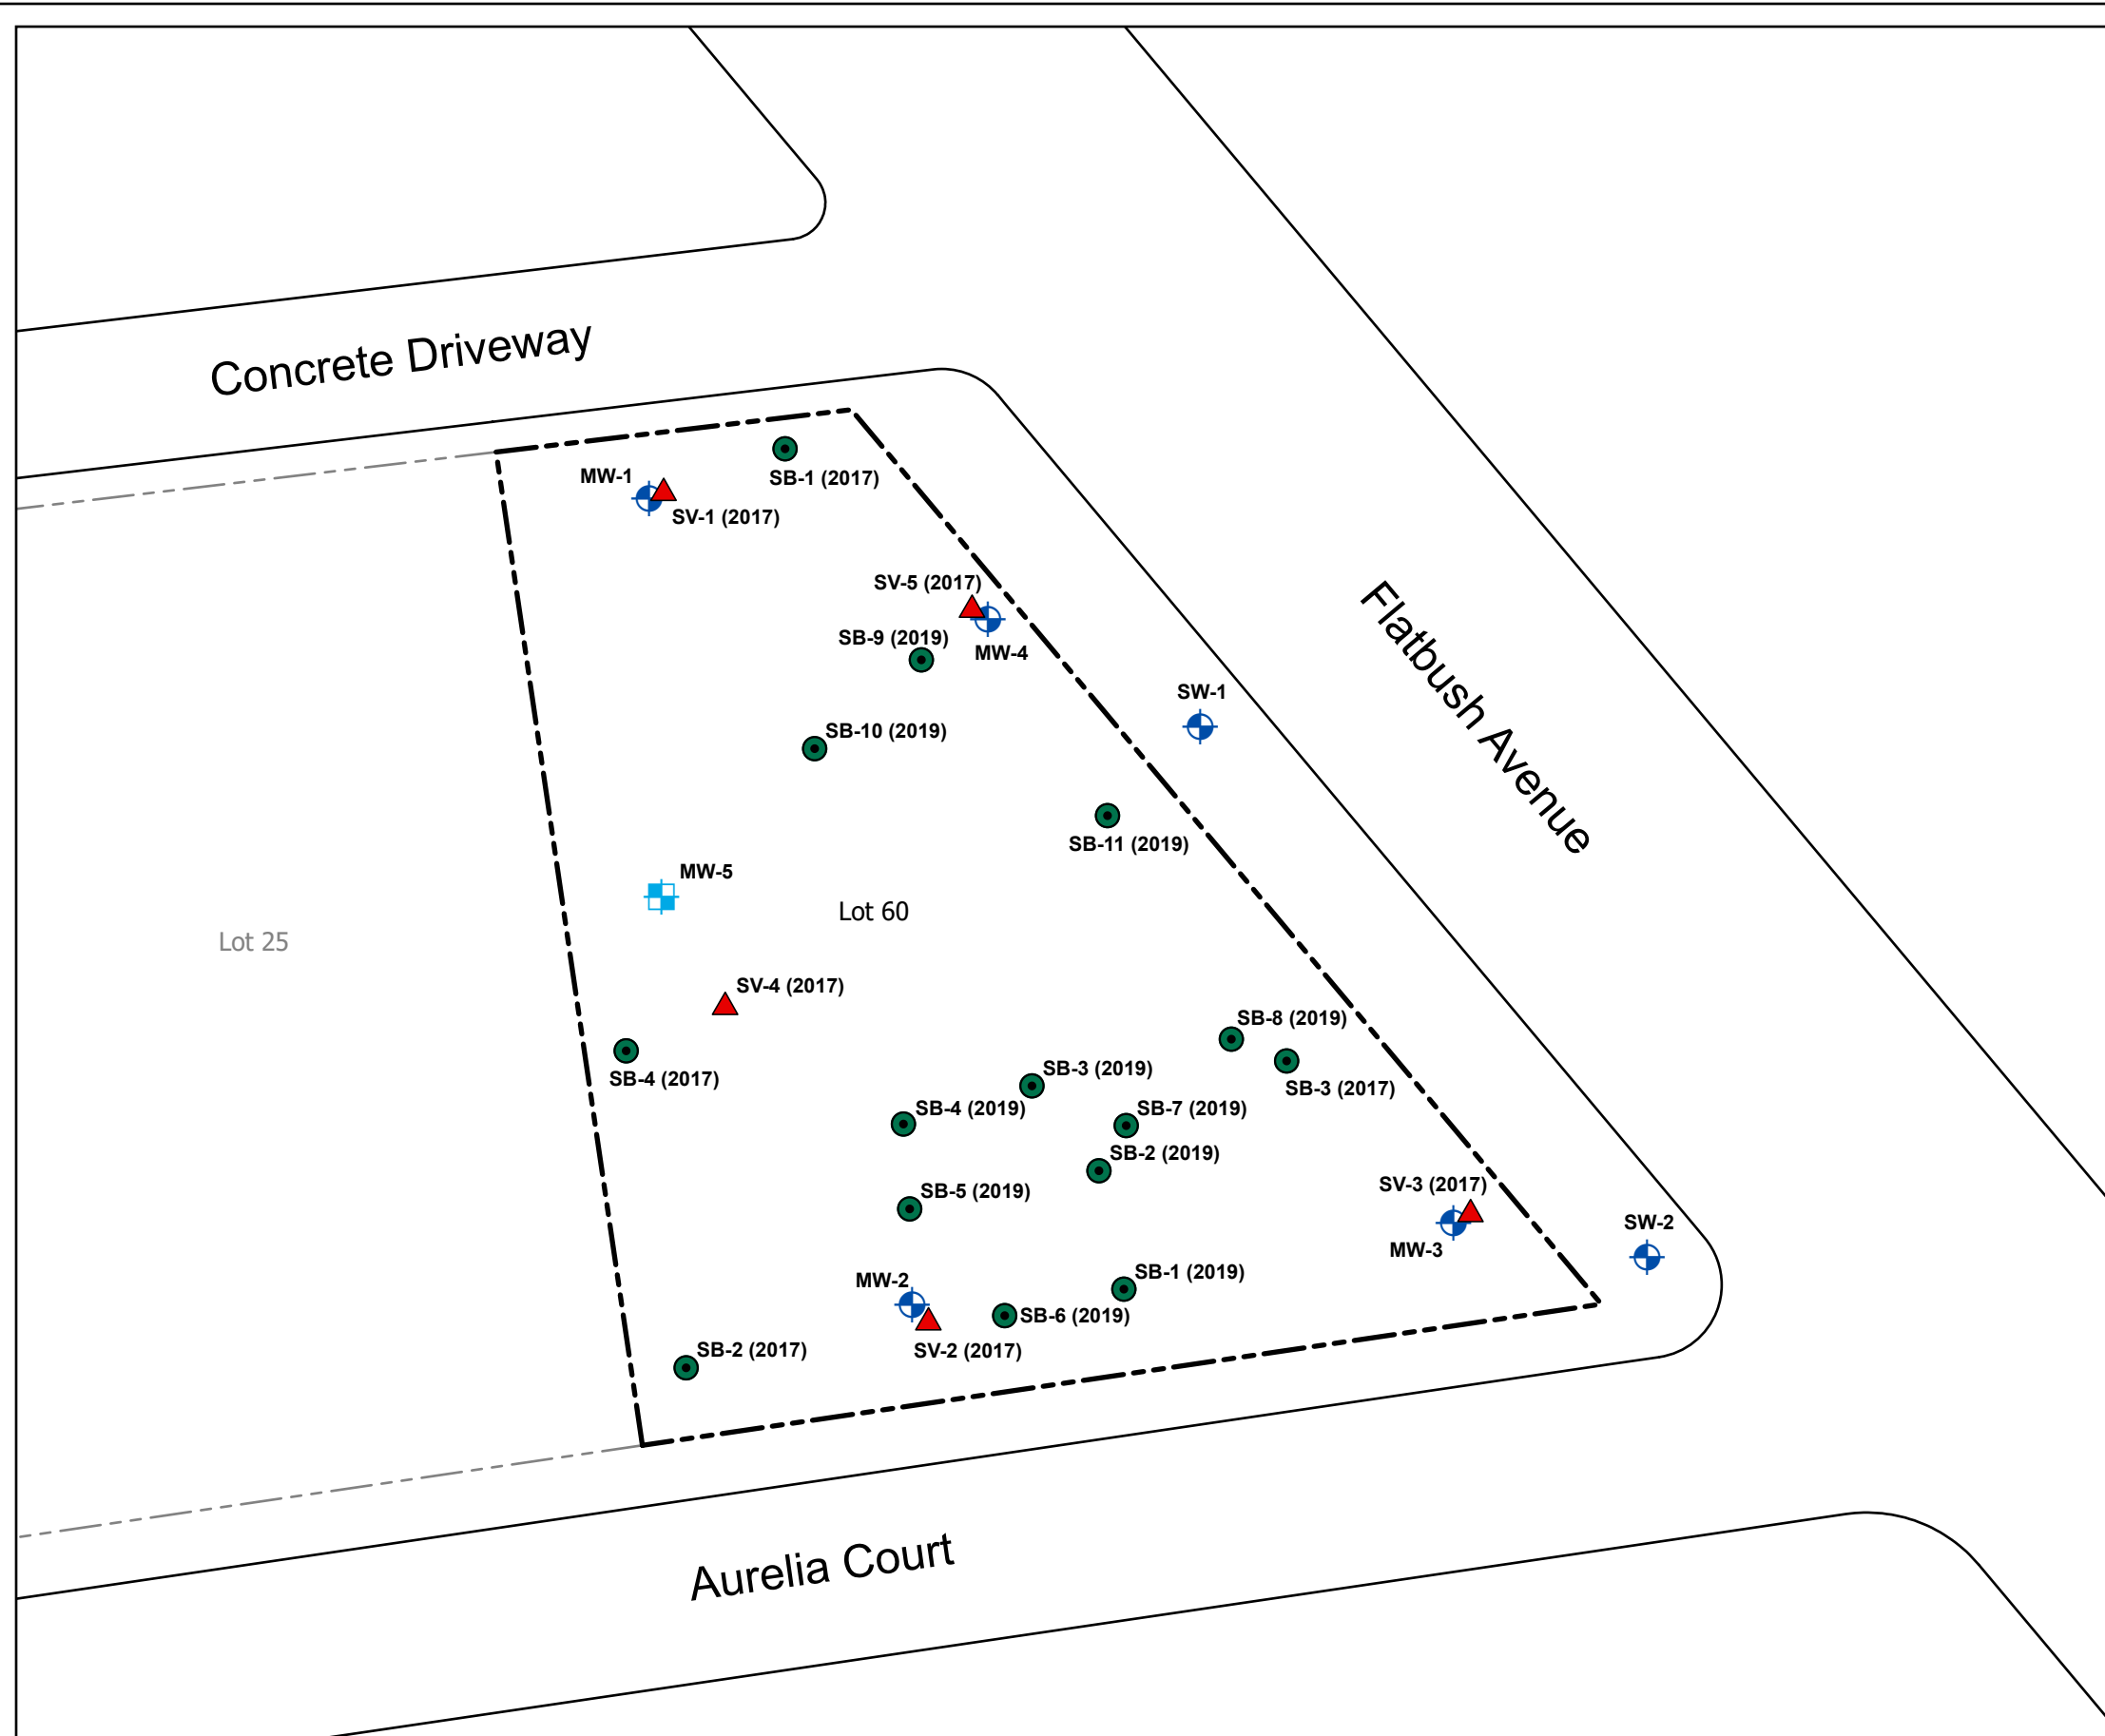 Concrete Driveway
MW-1
SB-1 (2017)
SV-1 (2017)
SV-5 (2017)
SB-9 (2019)
MW-4
Flatbush Avenue
SW-1
SB-10 (2019)
SB-11 (2019)
MW-5
Lot 60
Lot 25
SV-4 (2017)
SB-8 (2019)
SB-4 (2017)
SB-3 (2019)
SB-3 (2017)
SB-4 (2019)
SB-7 (2019)
SB-2 (2019)
SB-5 (2019)
SV-3 (2017)
SW-2
MW-3
MW-2
SB-1 (2019)
SB-6 (2019)
SB-2 (2017)
SV-2 (2017)
Aurelia Court